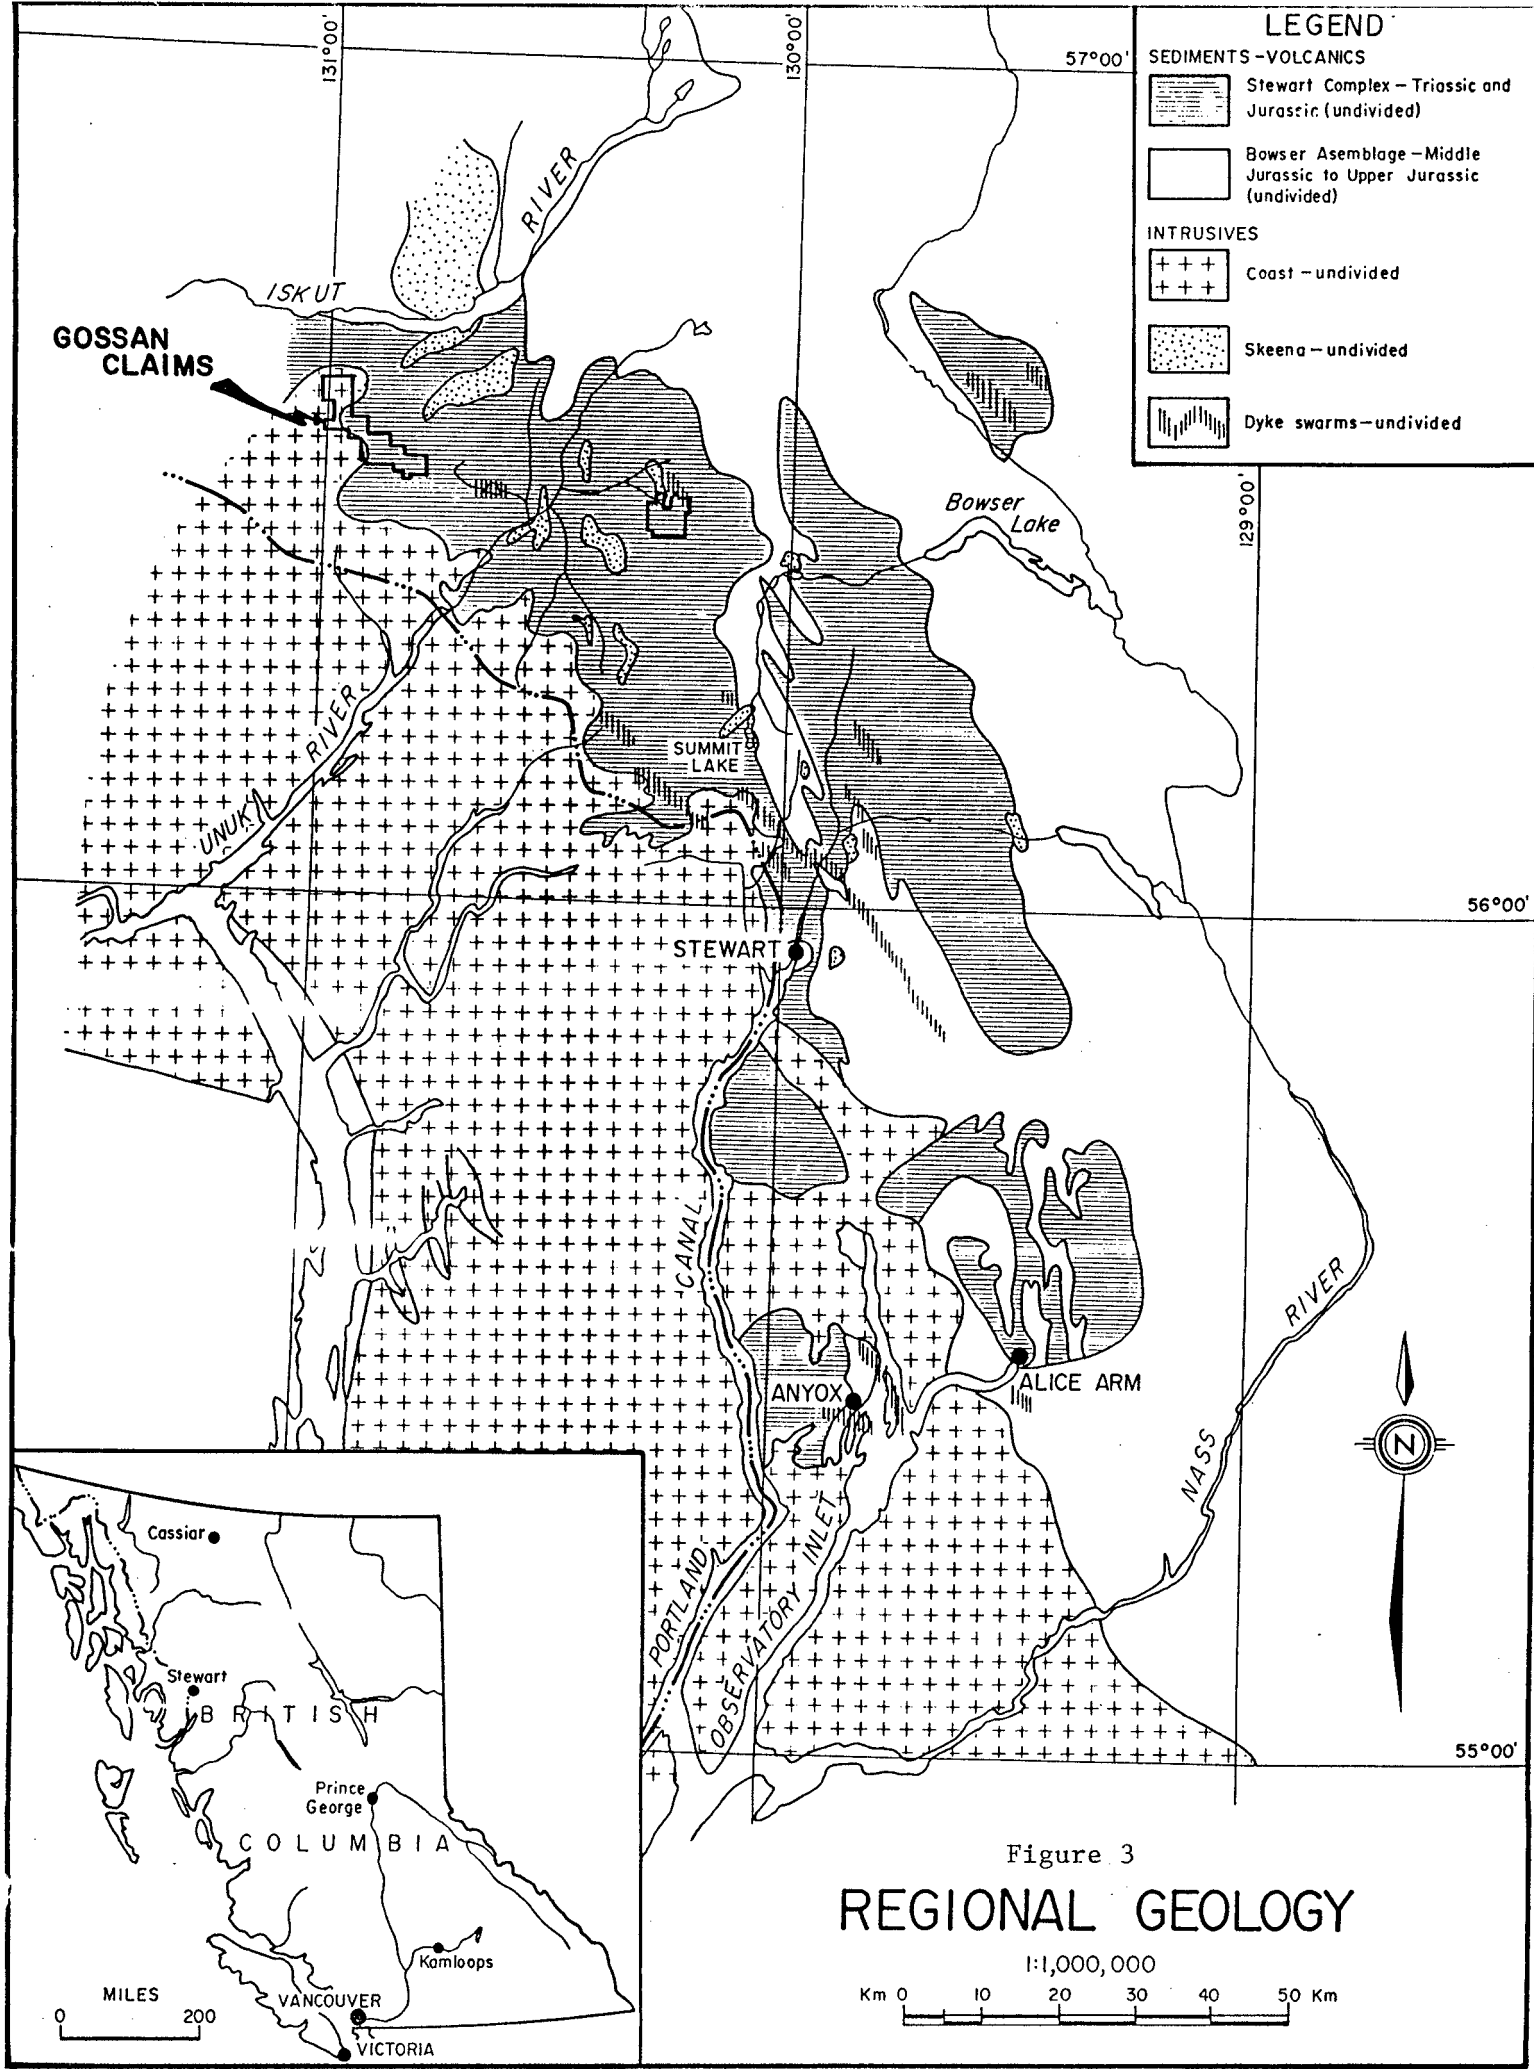 131°00'
130°00'
57°00'
LEGEND
SEDIMENTS-VOLCANICS
Stewart Complex - Triassic and
Jurassic (undivided)
Bowser Asemblage - Middle
Jurassic to Upper Jurassic
(undivided)
INTRUSIVES
Coast - undivided
Skeena - undivided
Dyke swarms - undivided
RIVER
ISKUT
GOSSAN
CLAIMS
Bowser
Lake
129°00'
RIVER
UNUK
SUMMIT
LAKE
56°00'
STEWART
CANAL
RIVER
ANYOX
ALICE ARM
NASS
N
INLET
PORTLAND
OBSERVATORY
55°00'
Cassiar
Stewart
BRITISH
Prince
George
COLUMBIA
Kamloops
MILES
0 200
VANCOUVER
VICTORIA
Figure 3
REGIONAL GEOLOGY
1:1,000,000
Km 0 10 20 30 40 50 Km